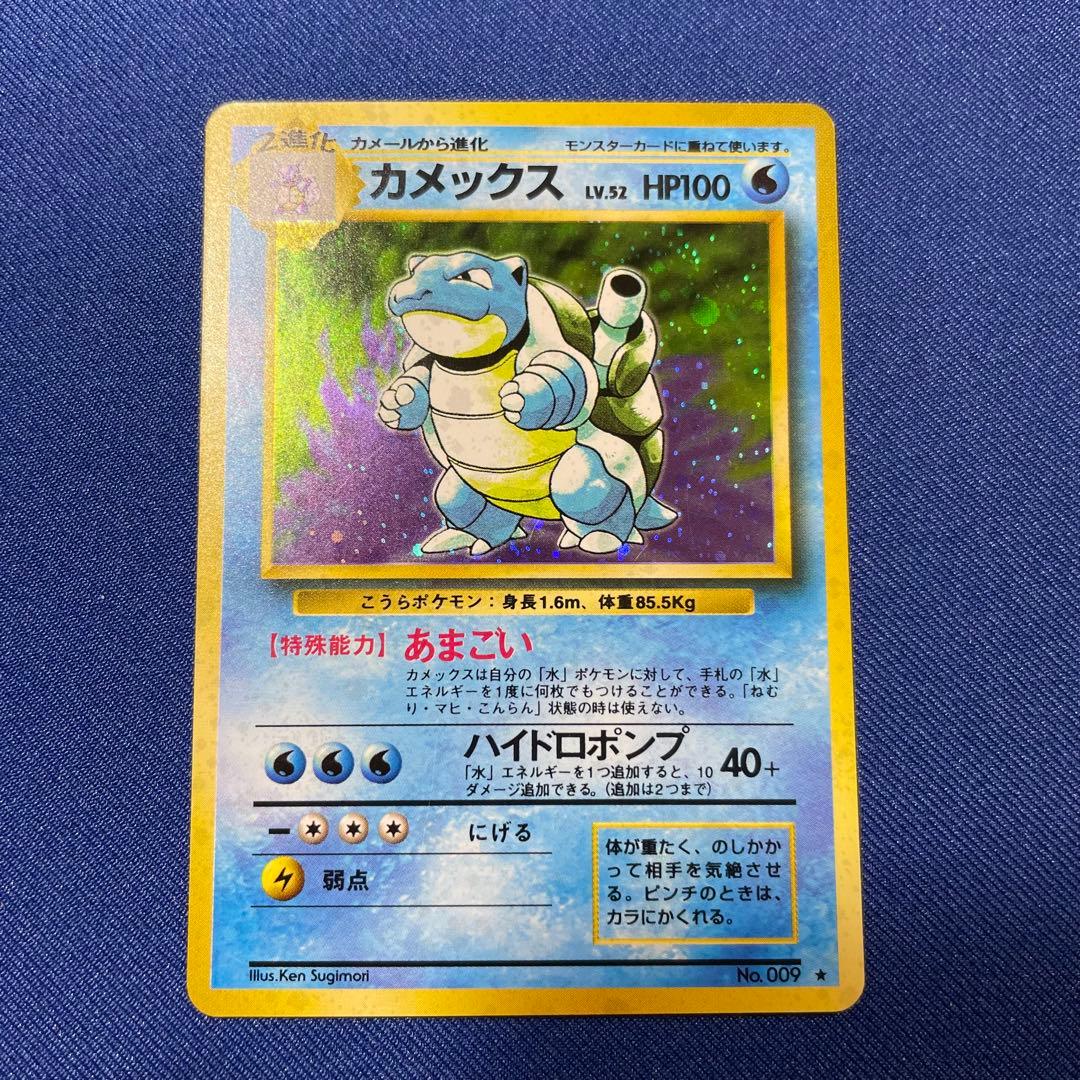 2進化 カメールから進化 モンスターカードに重ねて使います。
カメックス LV.52 HP100
こうらポケモン：身長1.6m、体重85.5Kg
【特殊能力】あまごい
カメックスは自分の「水」ポケモンに対して、手札の「水」
エネルギーを1度に何枚でもつけることができる。「ねむ
り・マヒ・こんらん」状態の時は使えない。
ハイドロポンプ 40+
「水」エネルギーを1つ追加すると、10
ダメージ追加できる。（追加は2つまで）
にげる
弱点
体が重たく、のしかか
って相手を気絶させ
る。ピンチのときは、
カラにかくれる。
Illus.Ken Sugimori No. 009 ★